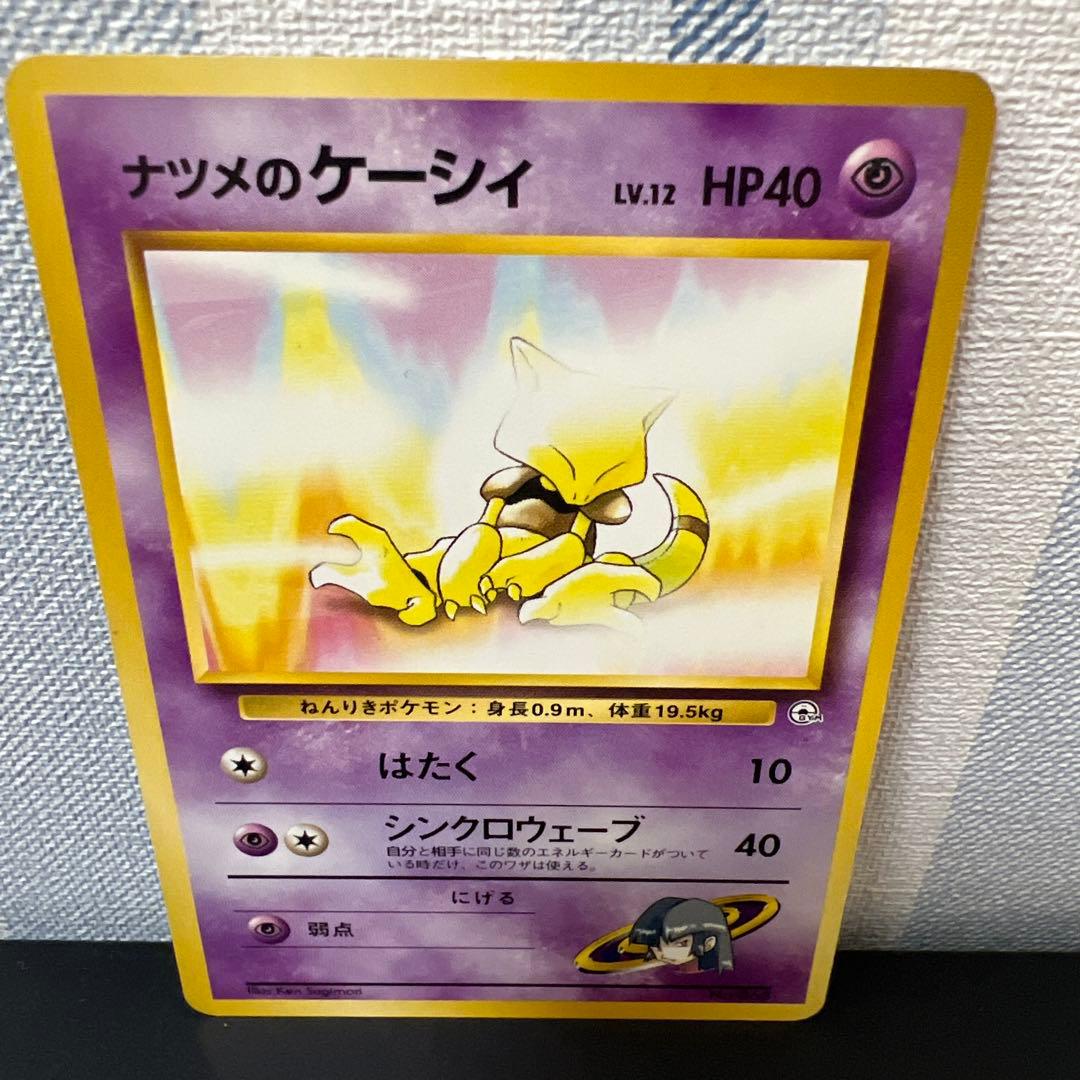 ナツメのケーシィ LV.12 HP40
ねんりきポケモン：身長0.9m、体重19.5kg
GYM
はたく 10
シンクロウェーブ 40
自分と相手に同じ数のエネルギーカードがついて
いる時だけ、このワザは使える。
にげる
弱点
Illus. Ken Sugimori